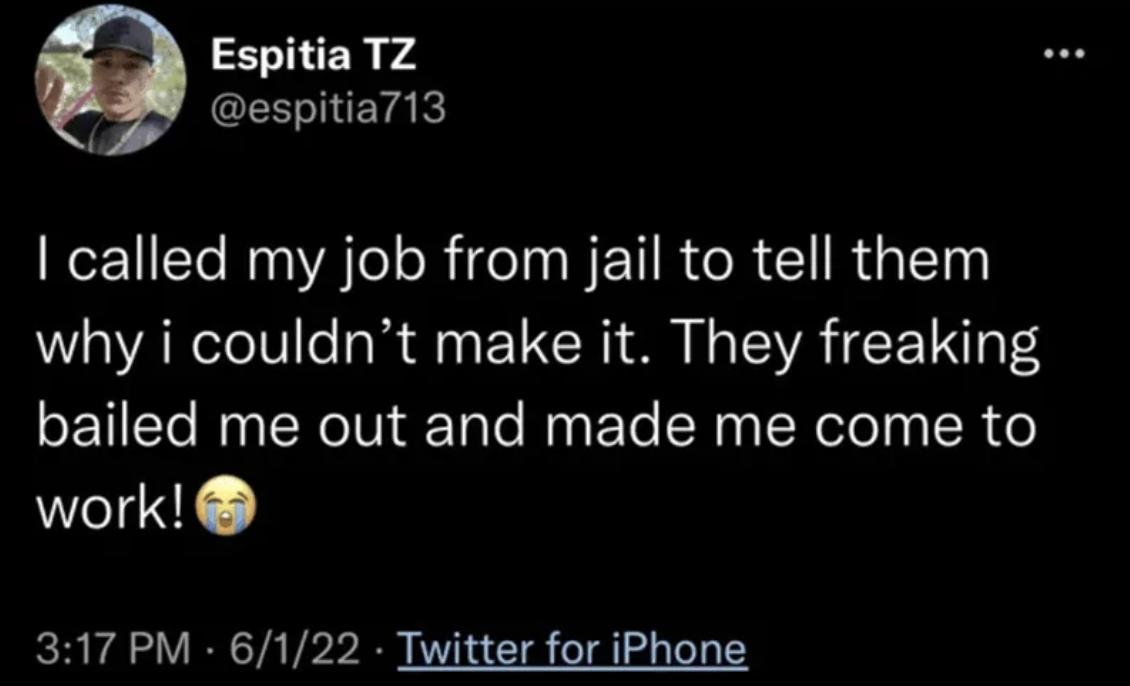 Espitia TZ
@espitia713
I called my job from jail to tell them
why i couldn’t make it. They freaking
bailed me out and made me come to
work!😭
3:17 PM · 6/1/22 · Twitter for iPhone